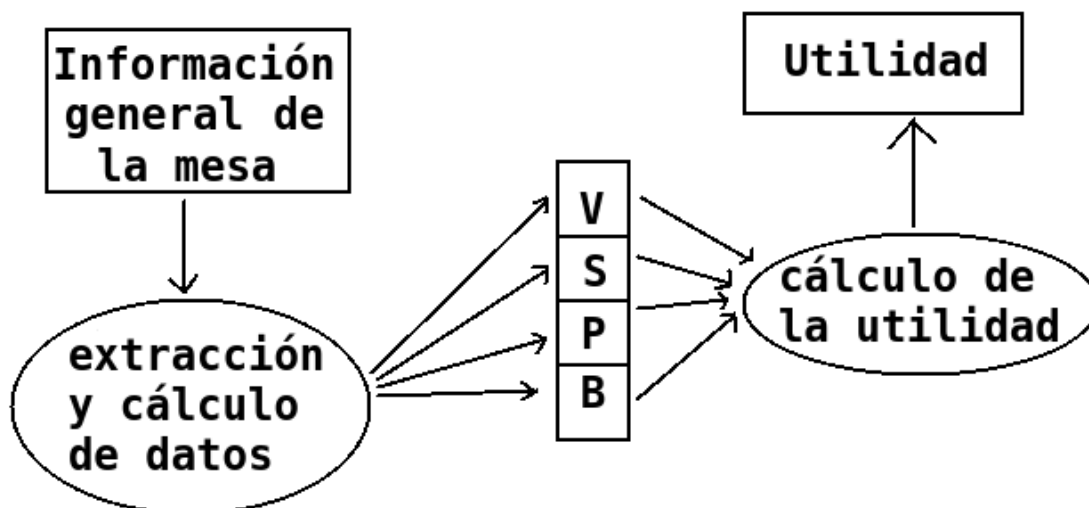 Información
general de
la mesa
extracción
y cálculo
de datos
V
S
P
B
cálculo de
la utilidad
Utilidad